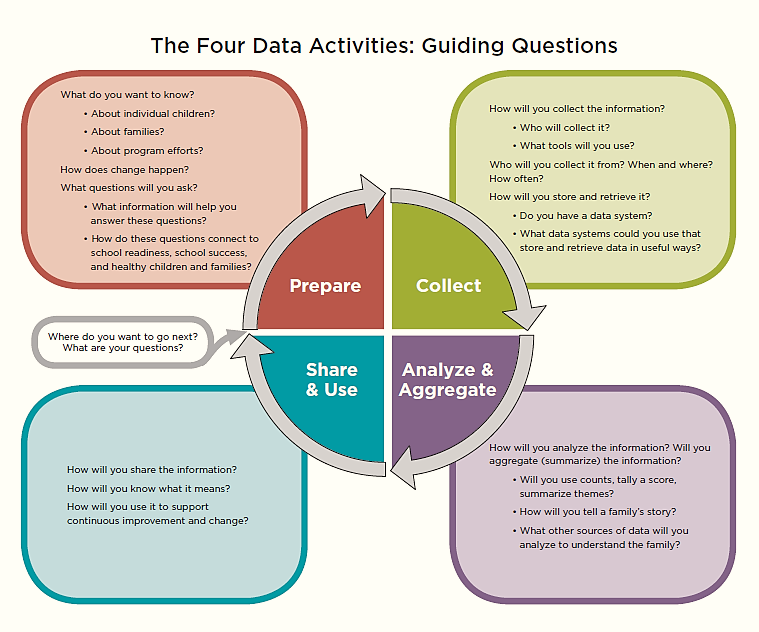 The Four Data Activities: Guiding Questions
What do you want to know?
• About individual children?
• About families?
• About program efforts?
How does change happen?
What questions will you ask?
• What information will help you
answer these questions?
• How do these questions connect to
school readiness, school success,
and healthy children and families?
How will you collect the information?
• Who will collect it?
• What tools will you use?
Who will you collect it from? When and where?
How often?
How will you store and retrieve it?
• Do you have a data system?
• What data systems could you use that
store and retrieve data in useful ways?
Prepare
Collect
Where do you want to go next?
What are your questions?
Share
& Use
Analyze &
Aggregate
How will you share the information?
How will you know what it means?
How will you use it to support
continuous improvement and change?
How will you analyze the information? Will you
aggregate (summarize) the information?
• Will you use counts, tally a score,
summarize themes?
• How will you tell a family's story?
• What other sources of data will you
analyze to understand the family?